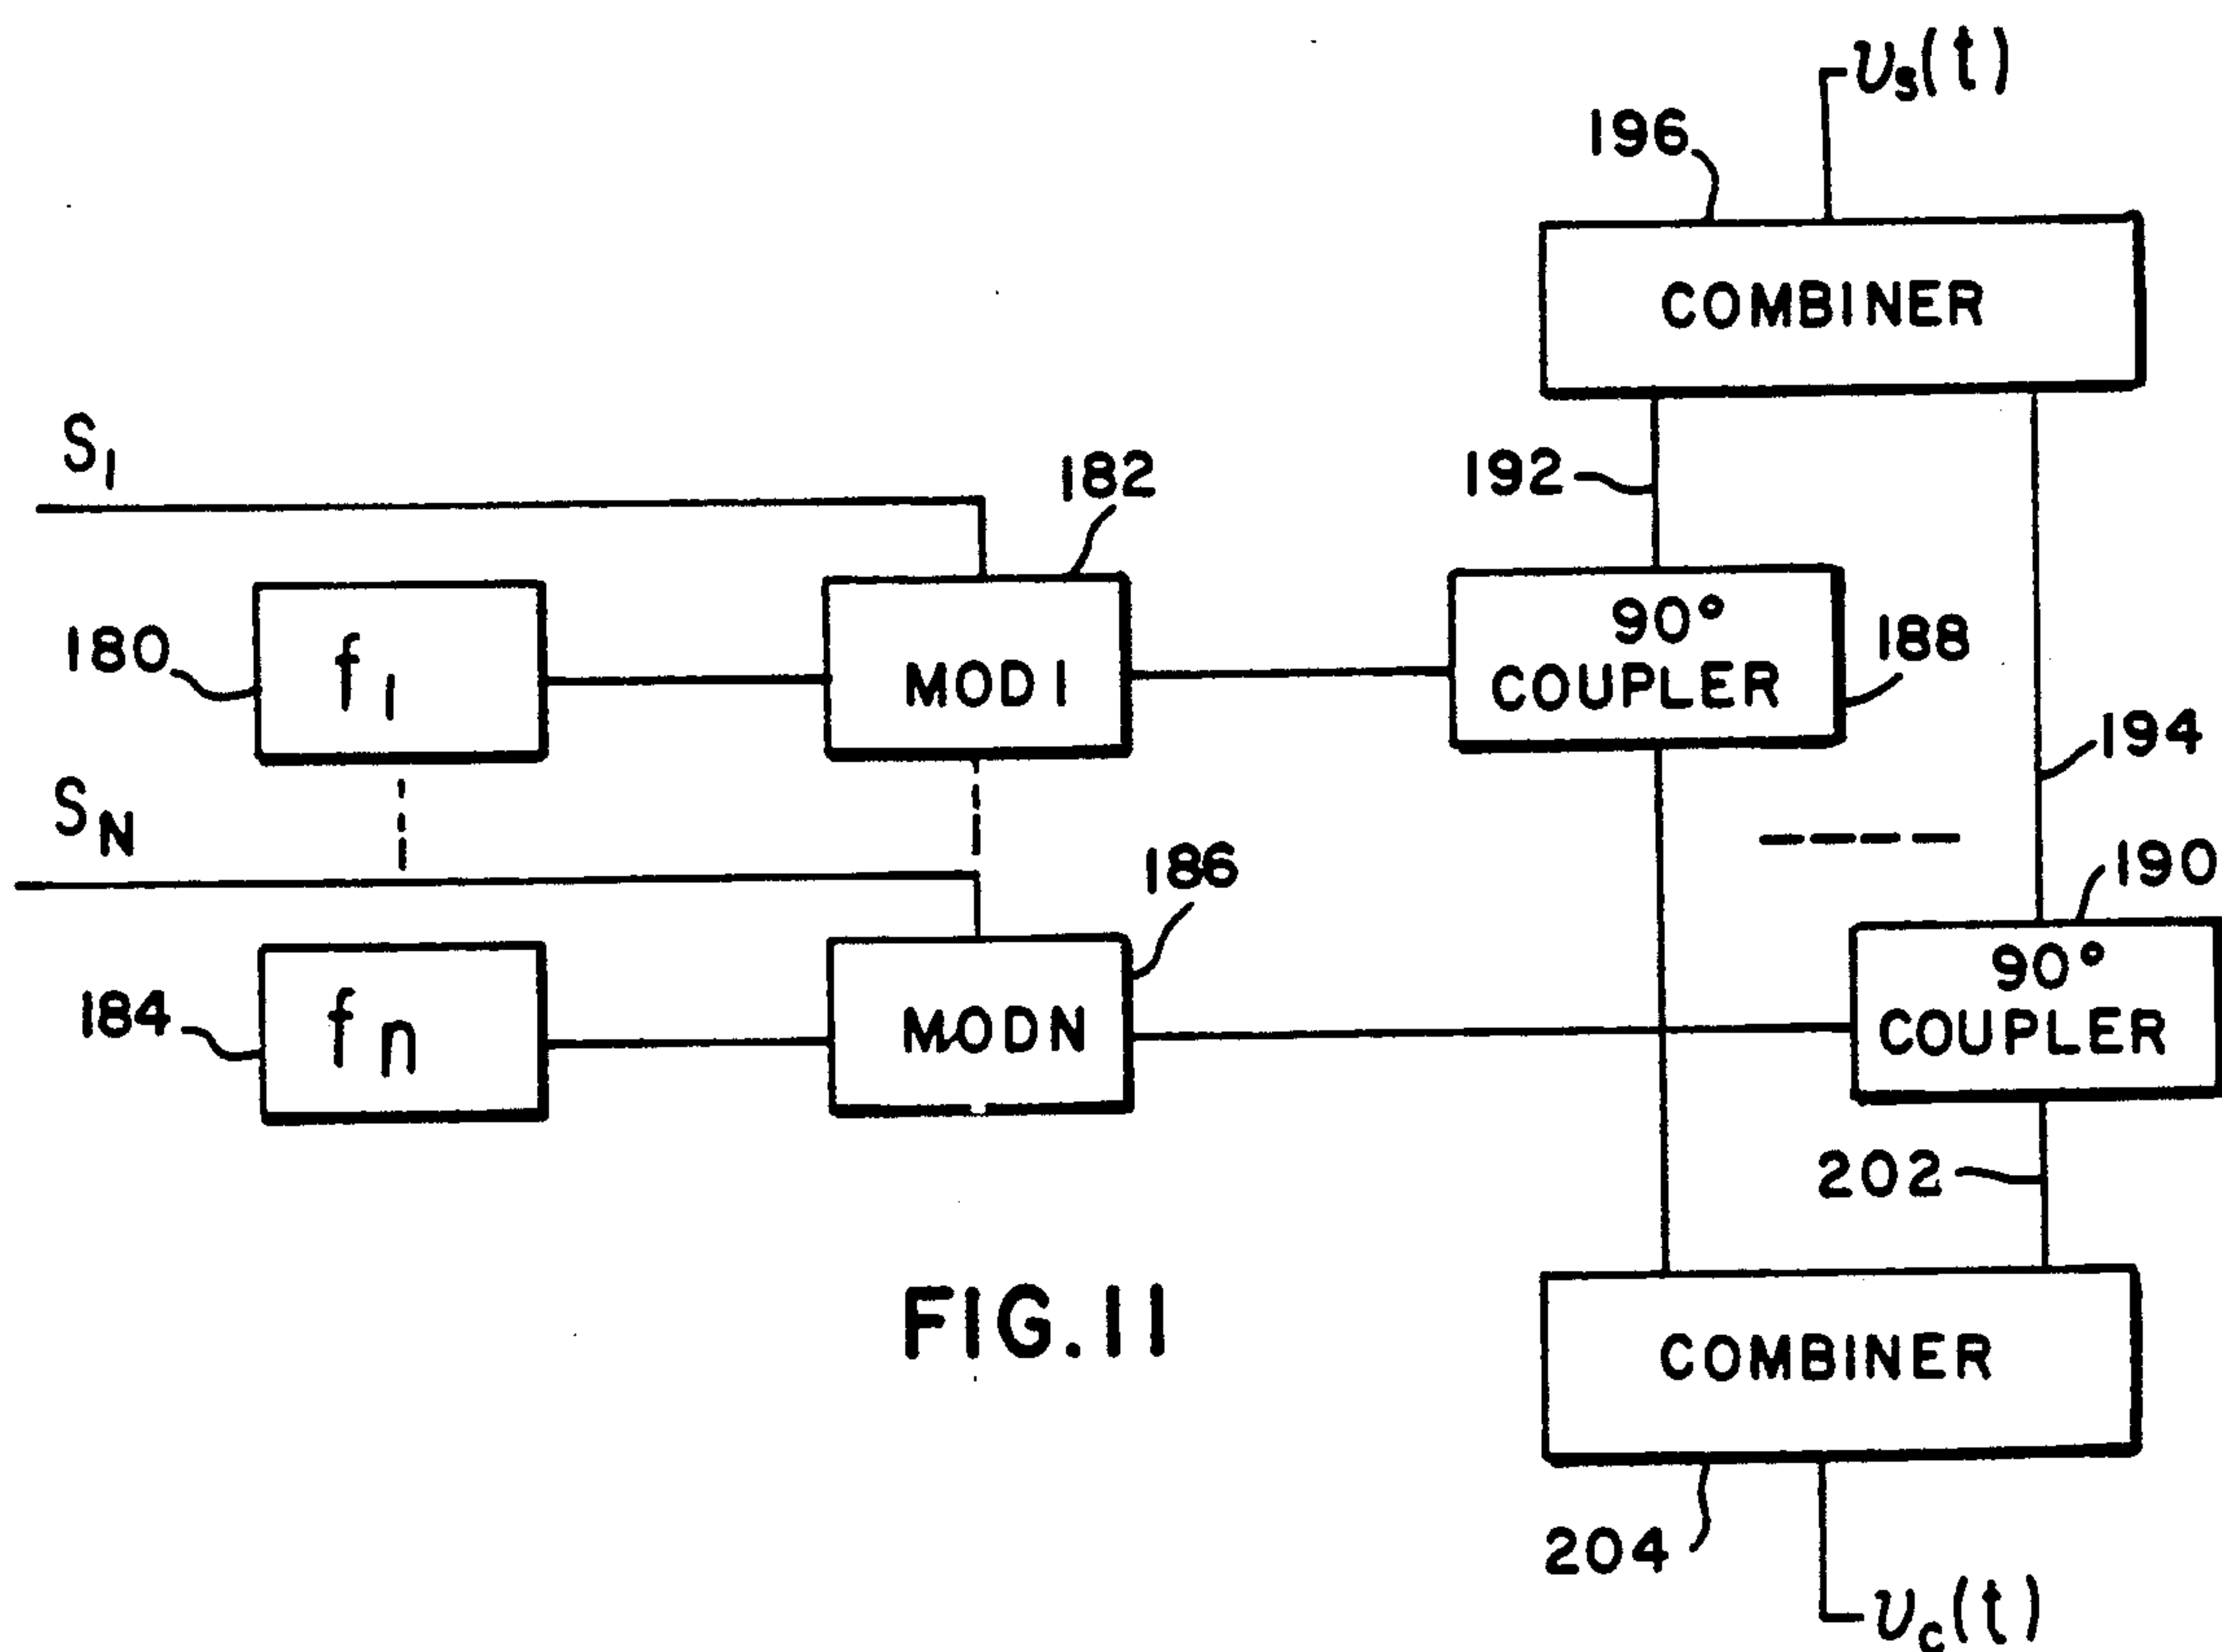 υs(t)
196
COMBINER
S1
182
192
90°
COUPLER
188
180
f1
MOD1
194
SN
186
190
184
fn
MODN
90°
COUPLER
202
FIG.11
COMBINER
204
υc(t)